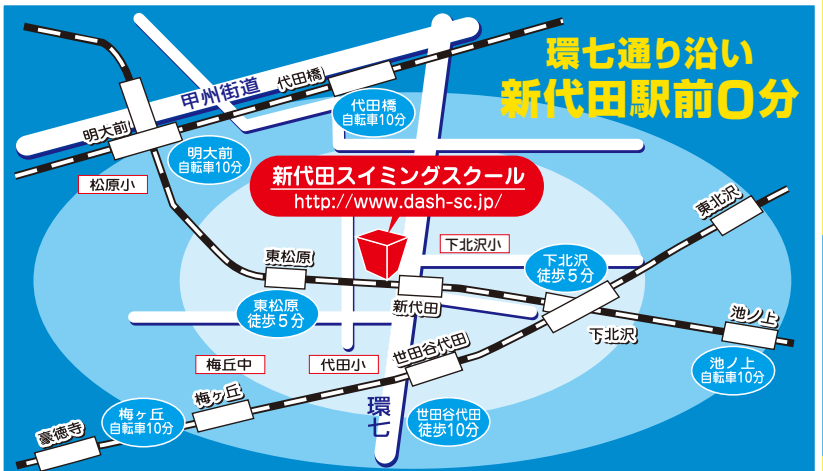 環七通り沿い
新代田駅前0分
甲州街道
代田橋
代田橋
自転車10分
明大前
明大前
自転車10分
松原小
新代田スイミングスクール
http://www.dash-sc.jp/
東北沢
下北沢小
東松原
下北沢
徒歩5分
東松原
徒歩5分
新代田
下北沢
池ノ上
池ノ上
自転車10分
世田谷代田
梅丘中
代田小
梅ヶ丘
環七
世田谷代田
徒歩10分
梅ヶ丘
自転車10分
豪徳寺